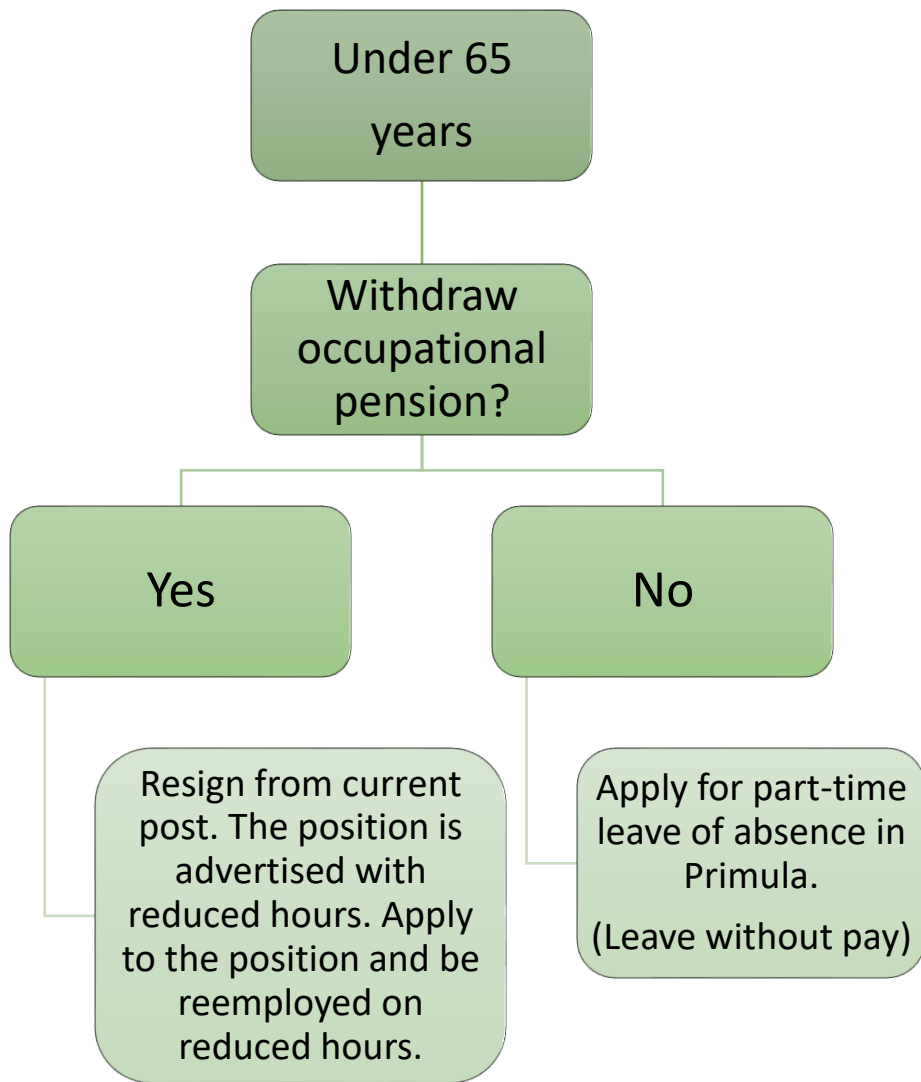 Under 65
years
Withdraw
occupational
pension?
Yes
No
Resign from current
post. The position is
advertised with
reduced hours. Apply
to the position and be
reemployed on
reduced hours.
Apply for part-time
leave of absence in
Primula.
(Leave without pay)